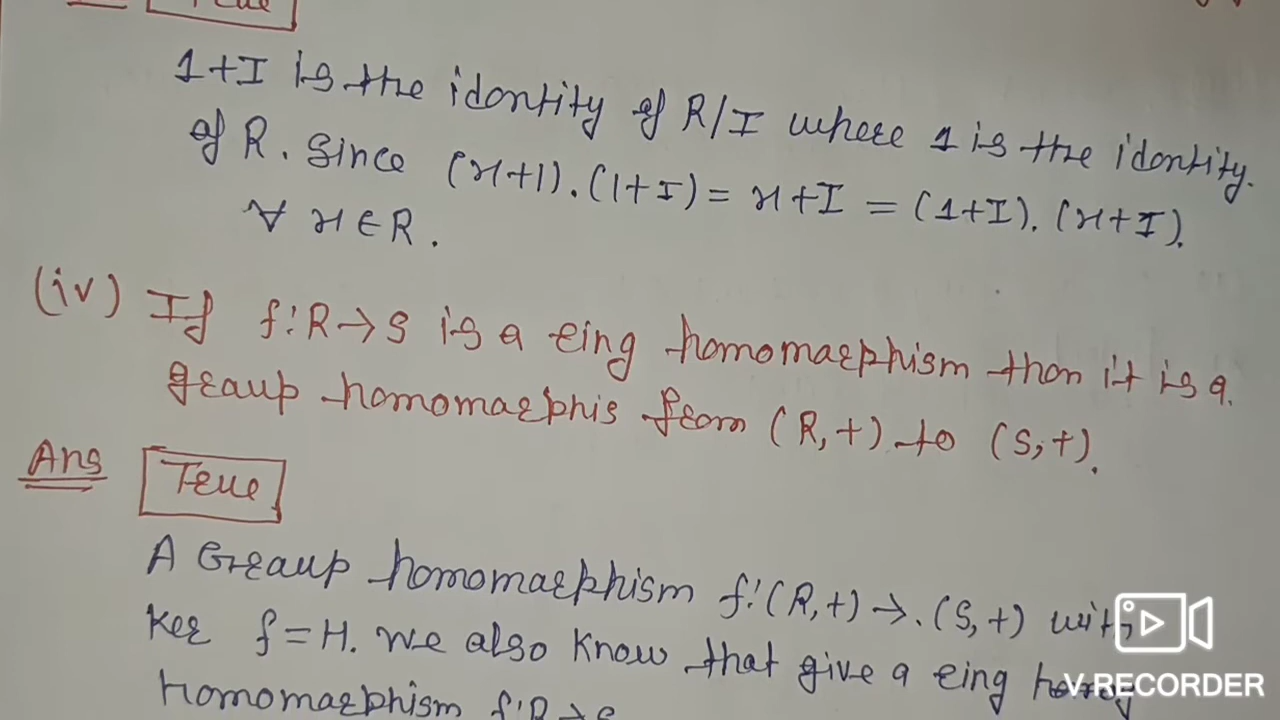 True
1+I is the identity of R/I where 1 is the identity.
of R. Since (x+1).(1+I) = x+I = (1+I).(x+I).
∀ x ∈ R.
(iv) If f:R→S is a ring homomorphism then it is a.
group homomorphis from (R,+) to (S,+).
Ans True
A Group homomorphism f:(R,+)→.(S,+) with
Ker f=H. We also know that give a ring homo
homomorphism f:R→S
V.RECORDER